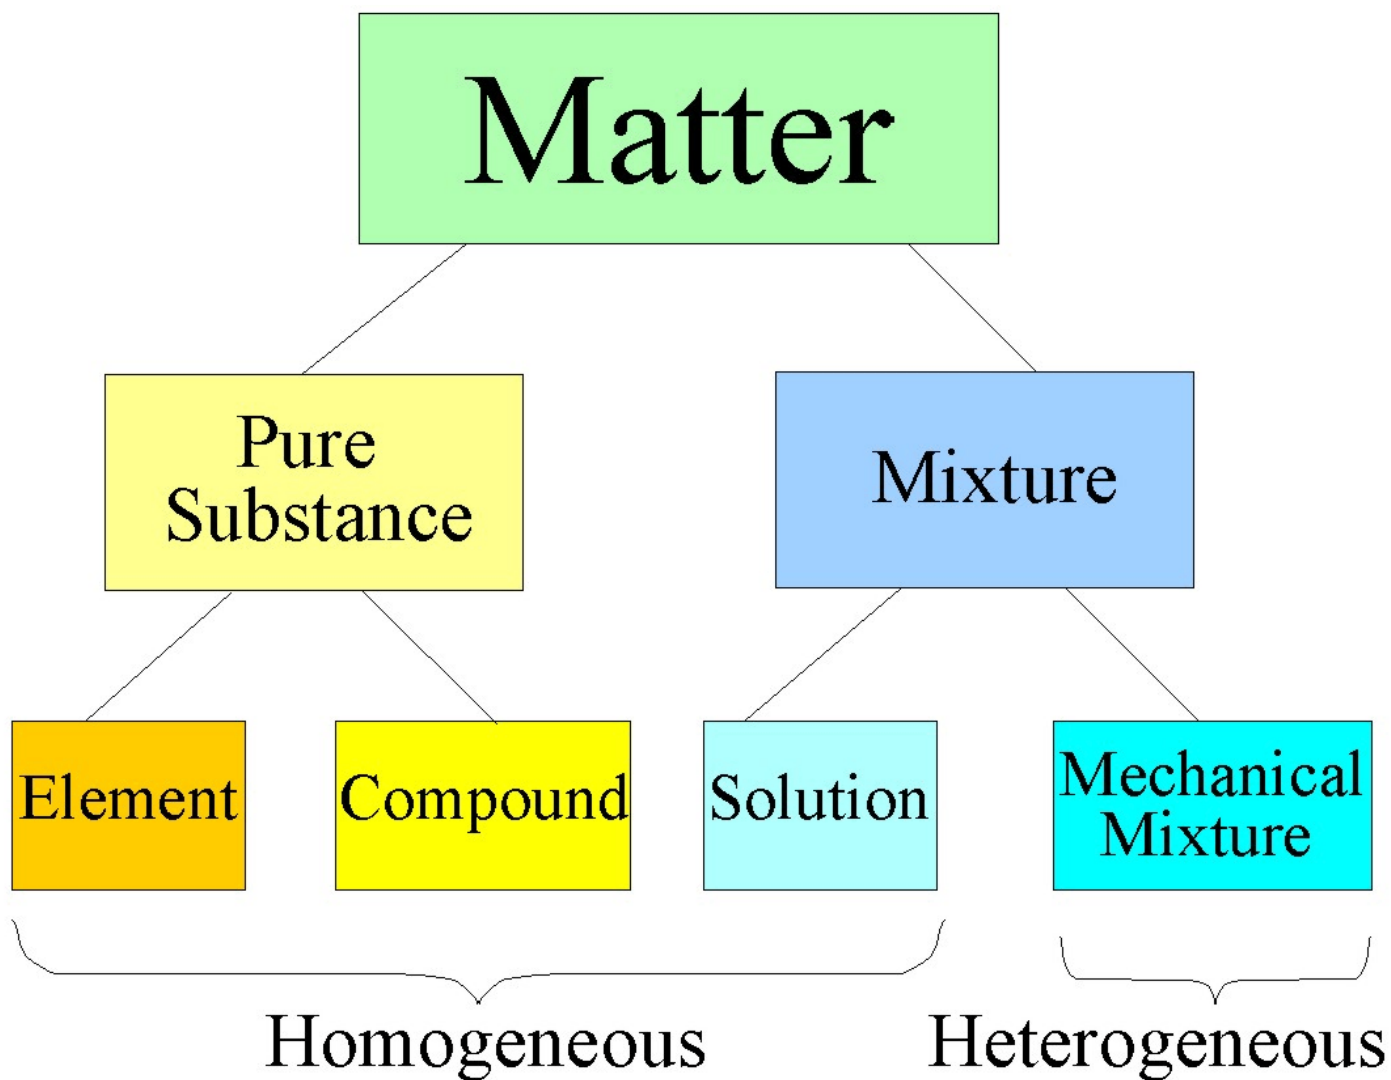 Matter
Pure
Substance
Mixture
Element
Compound
Solution
Mechanical
Mixture
Homogeneous
Heterogeneous